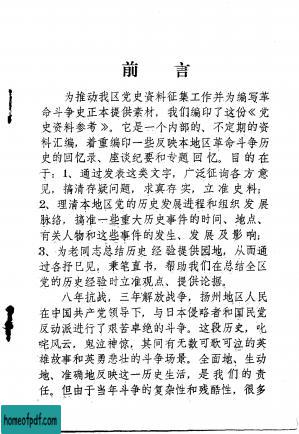 前言
为推动我区党史资料征集工作并为编写革
命斗争史正本提供素材，我们编印了这份《党
史资料参考》。它是一个内部的、不定期的资
料汇编，着重编印一些反映本地区革命斗争历
史的回忆录、座谈纪要和专题回忆。目的在
于：1、通过发表这类文字，广泛征询各方意
见，搞清存疑问题，求真存实，立准史料；
2、理清本地区党的历史发展进程和组织发展
脉络，搞准一些重大历史事件的时间、地点、
有关人物和这些事件的发生、发展及影响；
3、为老同志总结历史经验提供园地，从而通
过各抒已见，秉笔直书，帮助我们在总结全区
党的历史经验时立准观点、提供论据。
八年抗战，三年解放战争，扬州地区人民
在中国共产党领导下，与日本侵略者和国民党
反动派进行了艰苦卓绝的斗争。这段历史，叱
咤风云，鬼泣神惊，其间有无数可歌可泣的英
雄故事和英勇悲壮的斗争场景。全面地、生动
地、准确地反映这一历史生活，是我们的责
任。但由于当年斗争的复杂性和残酷性，很多
homeofpdf.com
homeofpdf.com